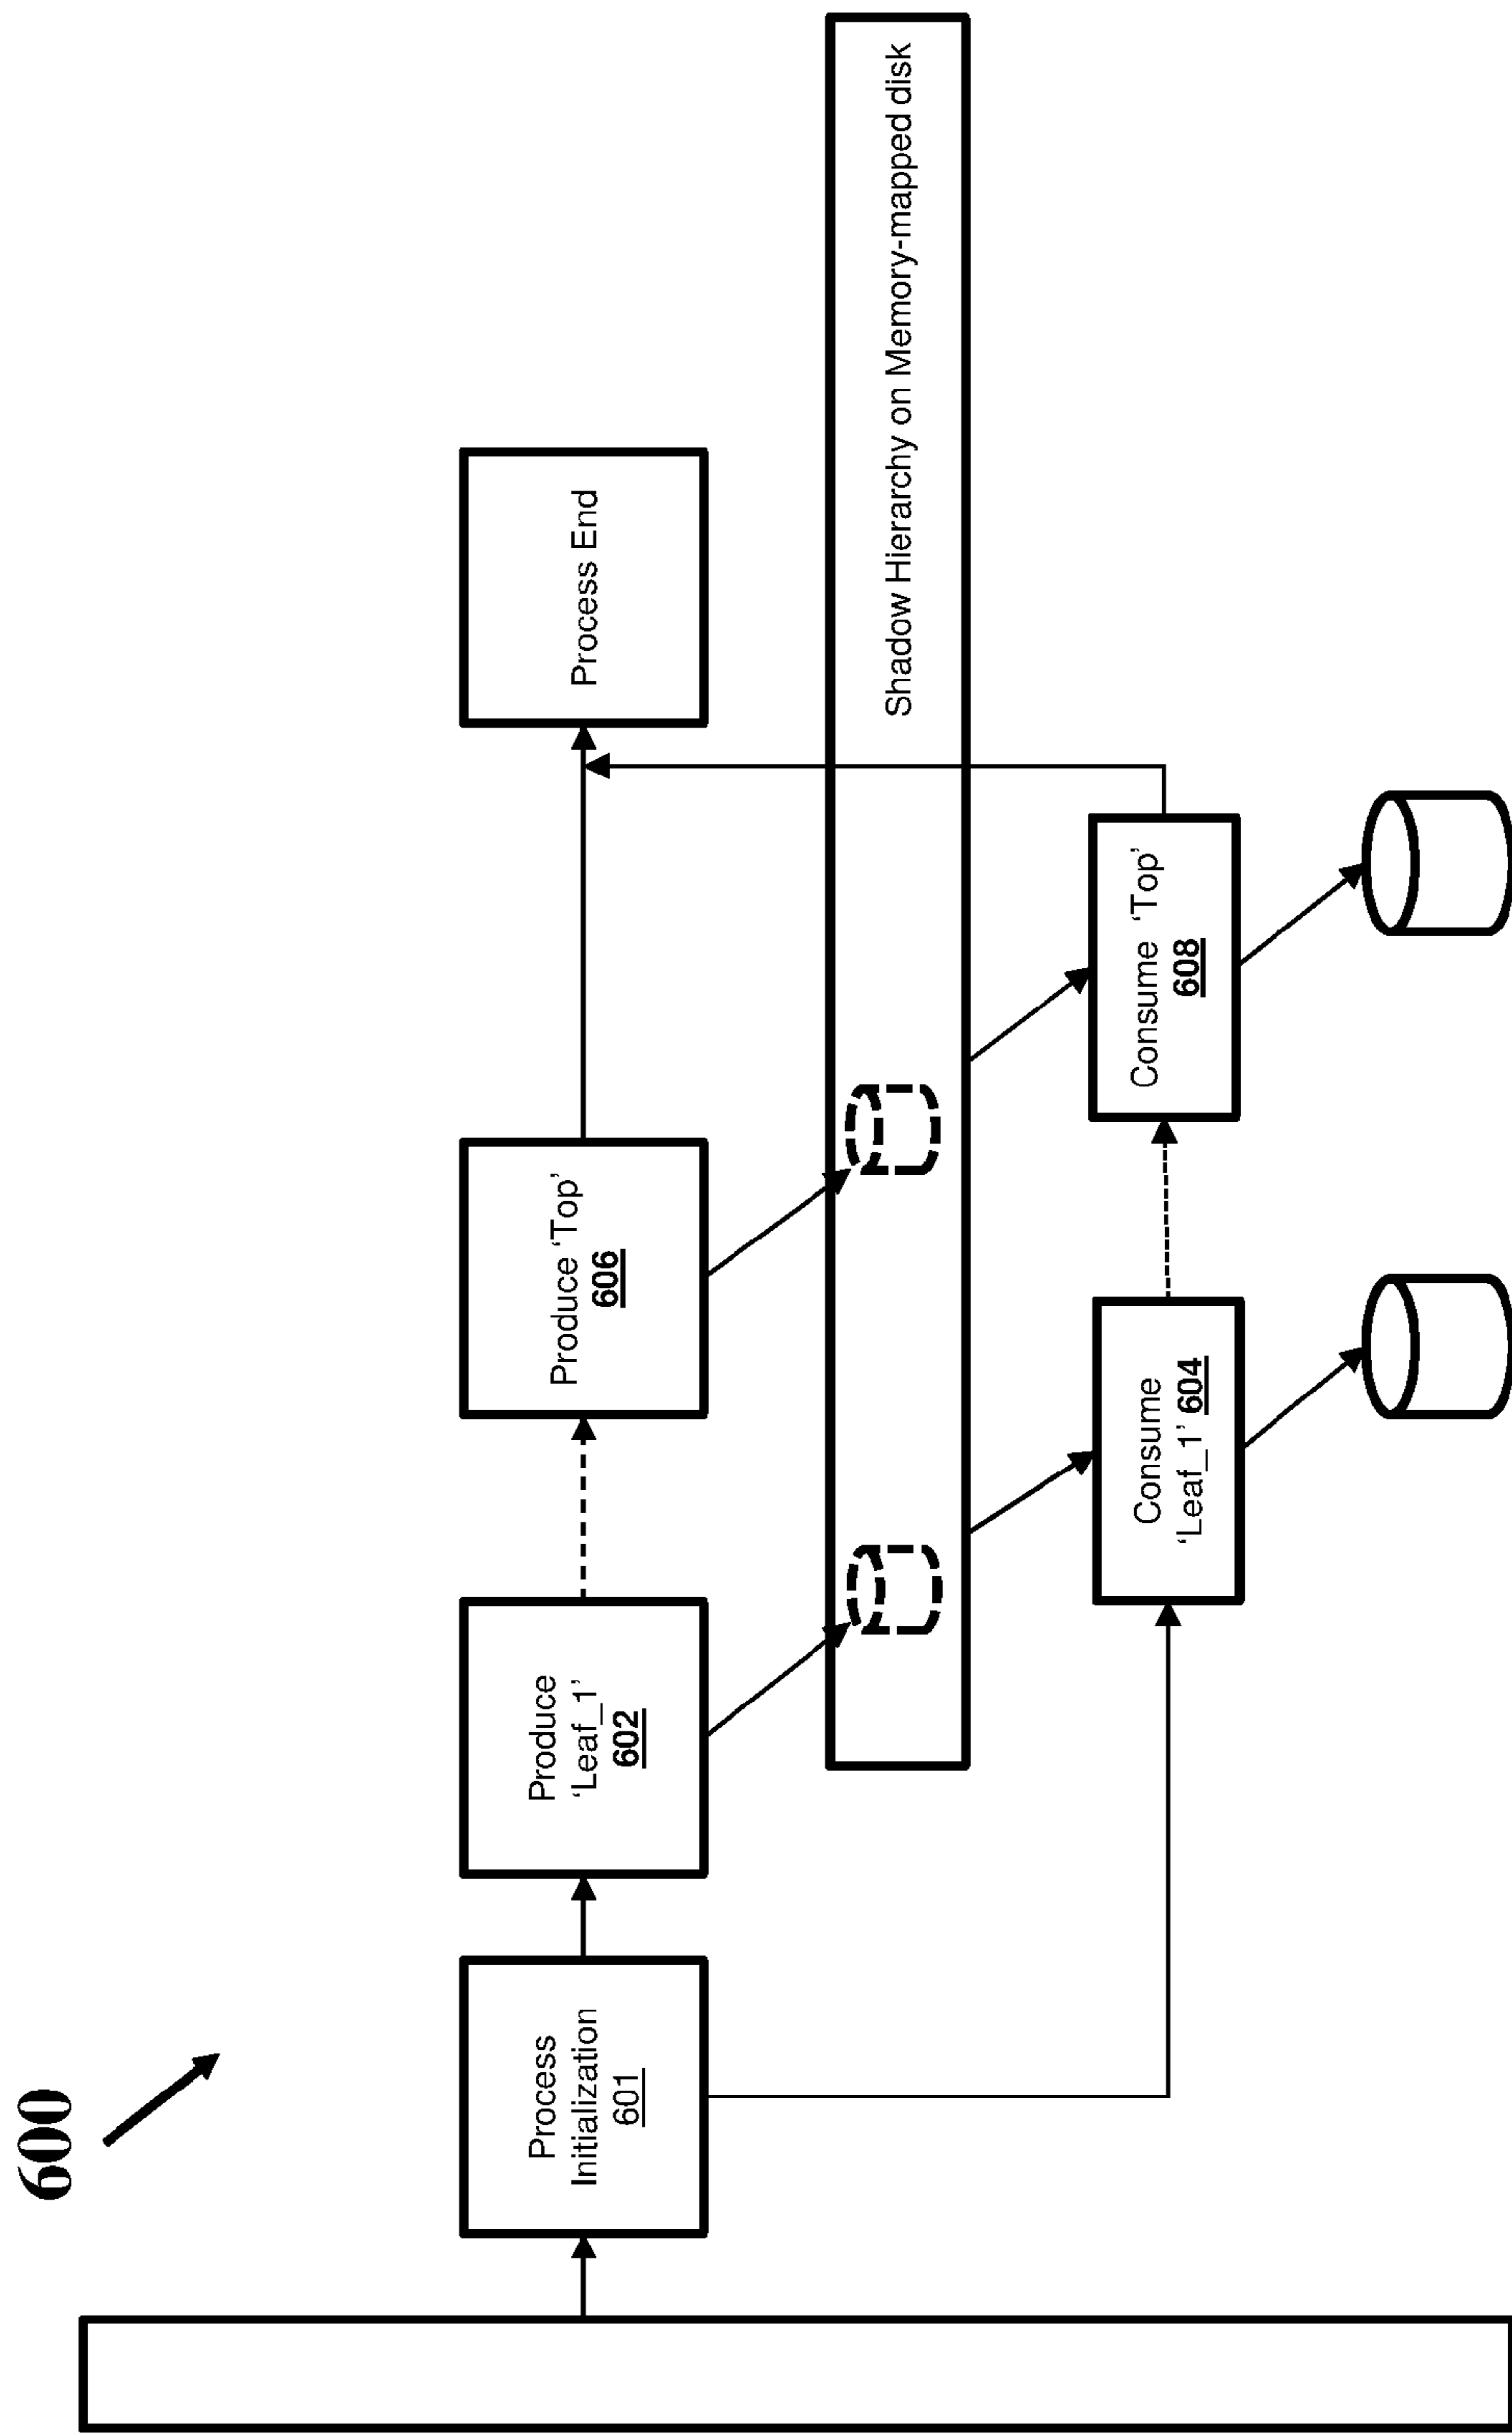 600
Process
Initialization
601
Produce
‘Leaf_1’
602
Produce ‘Top’
606
Process End
Shadow Hierarchy on Memory-mapped disk
Consume
‘Leaf_1’ 604
Consume ‘Top’
608